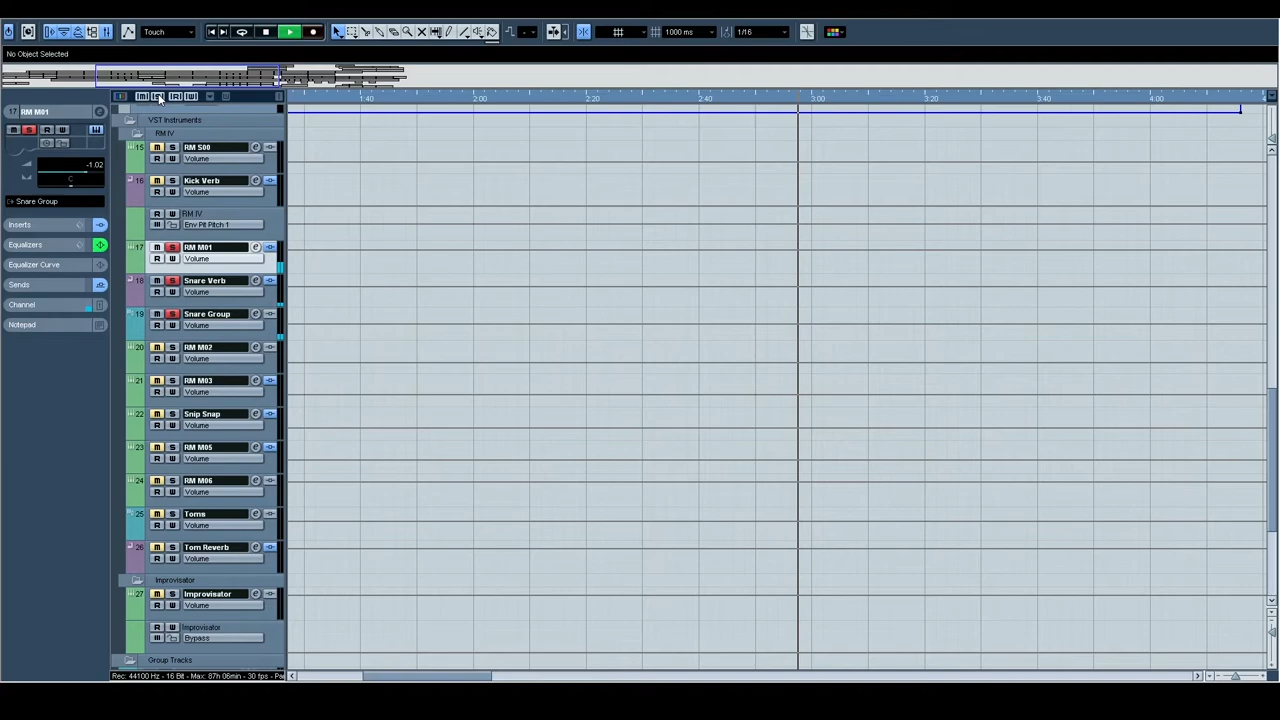 Touch
1000 ms
1/16
No Object Selected
17 RM M01
M S R W
-1.02
C
Snare Group
Inserts
Equalizers
Equalizer Curve
Sends
Channel
Notepad
1:40 2:00 2:20 2:40 3:00 3:20 3:40 4:00
VST Instruments
RM IV
15 M S RM S00 e
R W Volume
16 M S Kick Verb e
R W Volume
R W RM IV
Env Pit Pitch 1
17 M S RM M01 e
R W Volume
18 M S Snare Verb e
R W Volume
19 M S Snare Group e
R W Volume
20 M S RM M02 e
R W Volume
21 M S RM M03 e
R W Volume
22 M S Snip Snap e
R W Volume
23 M S RM M05 e
R W Volume
24 M S RM M06 e
R W Volume
25 M S Toms e
R W Volume
26 M S Tom Reverb e
R W Volume
Improvisator
27 M S Improvisator e
R W Volume
R W Improvisator
Bypass
Group Tracks
Rec: 44100 Hz - 16 Bit - Max: 87h 06min - 30 fps - Pa